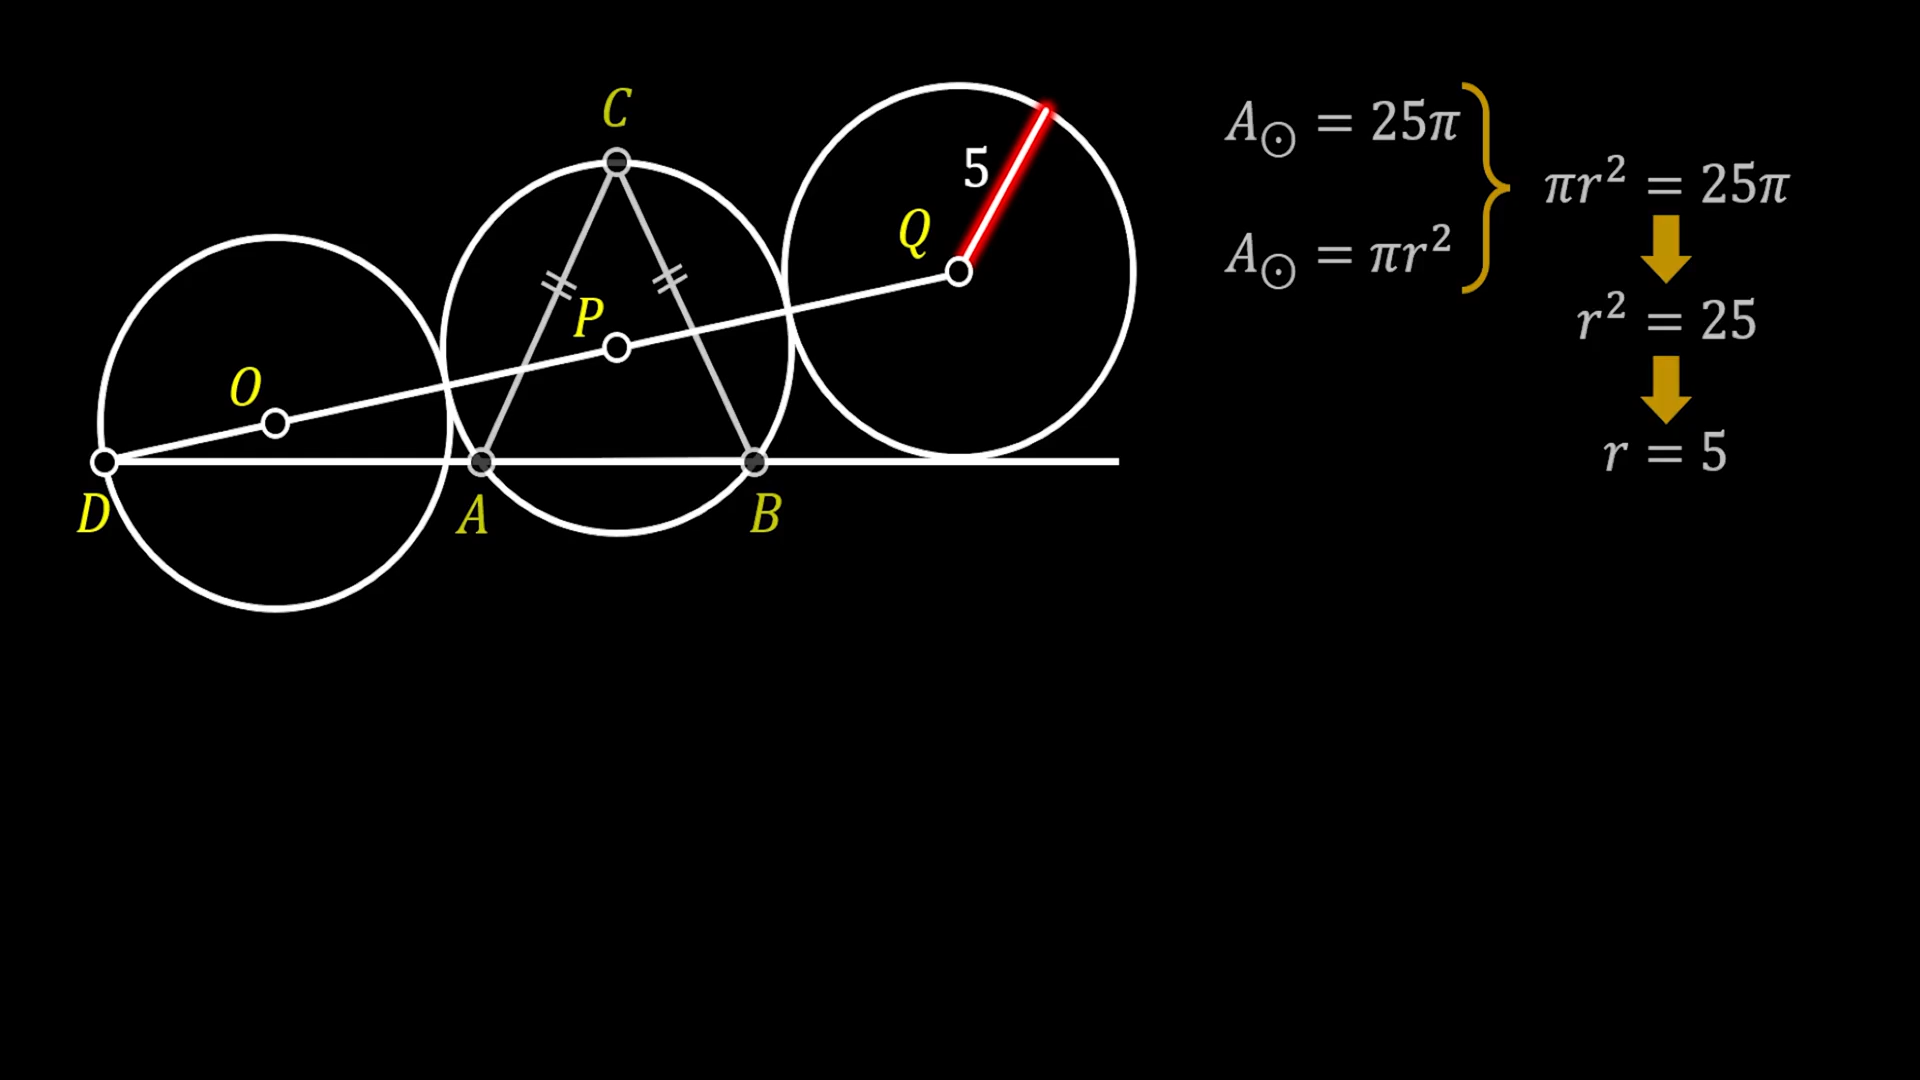 C
5
Q
P
O
D
A
B
A⊙ = 25π
A⊙ = πr²
πr² = 25π
r² = 25
r = 5